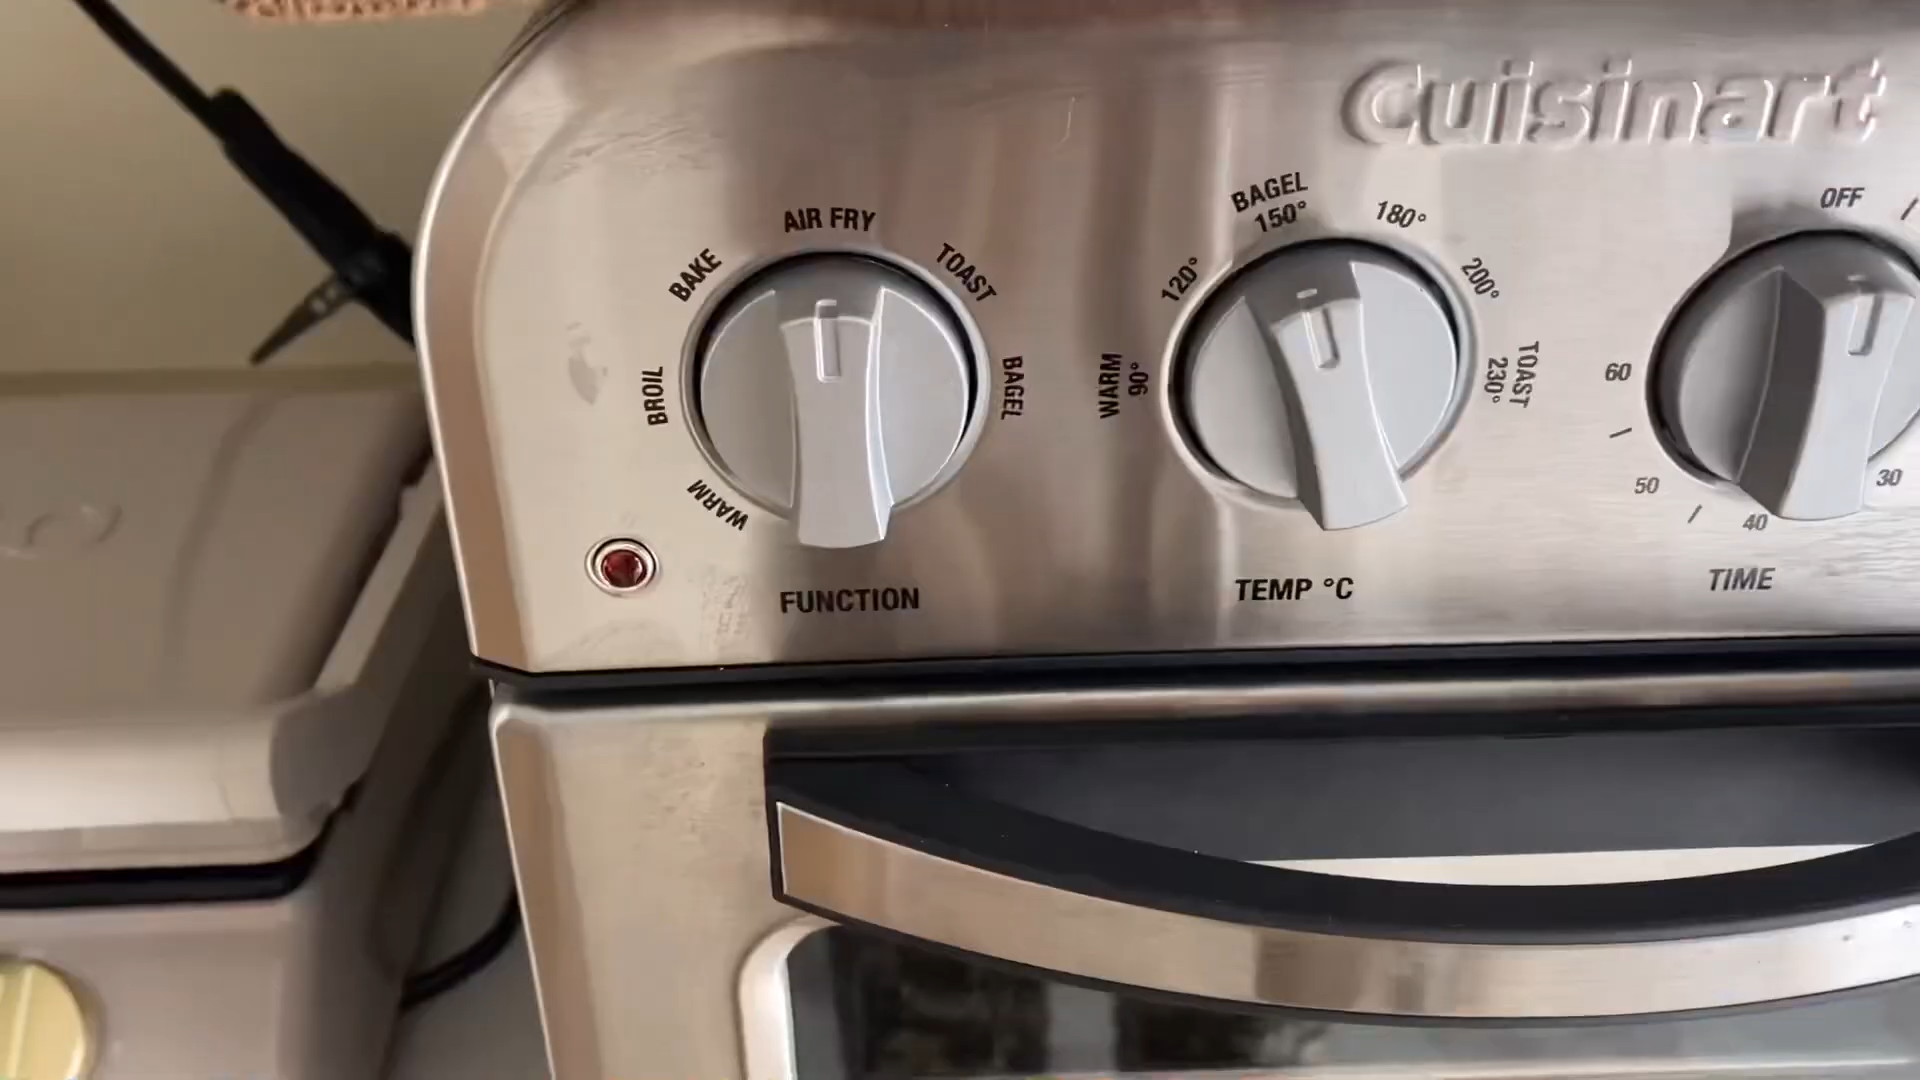 Cuisinart
AIR FRY
BAKE
TOAST
BROIL
BAGEL
WARM
FUNCTION
BAGEL
150°
180°
120°
200°
WARM
90°
TOAST
230°
TEMP °C
OFF
60
50
40
30
TIME